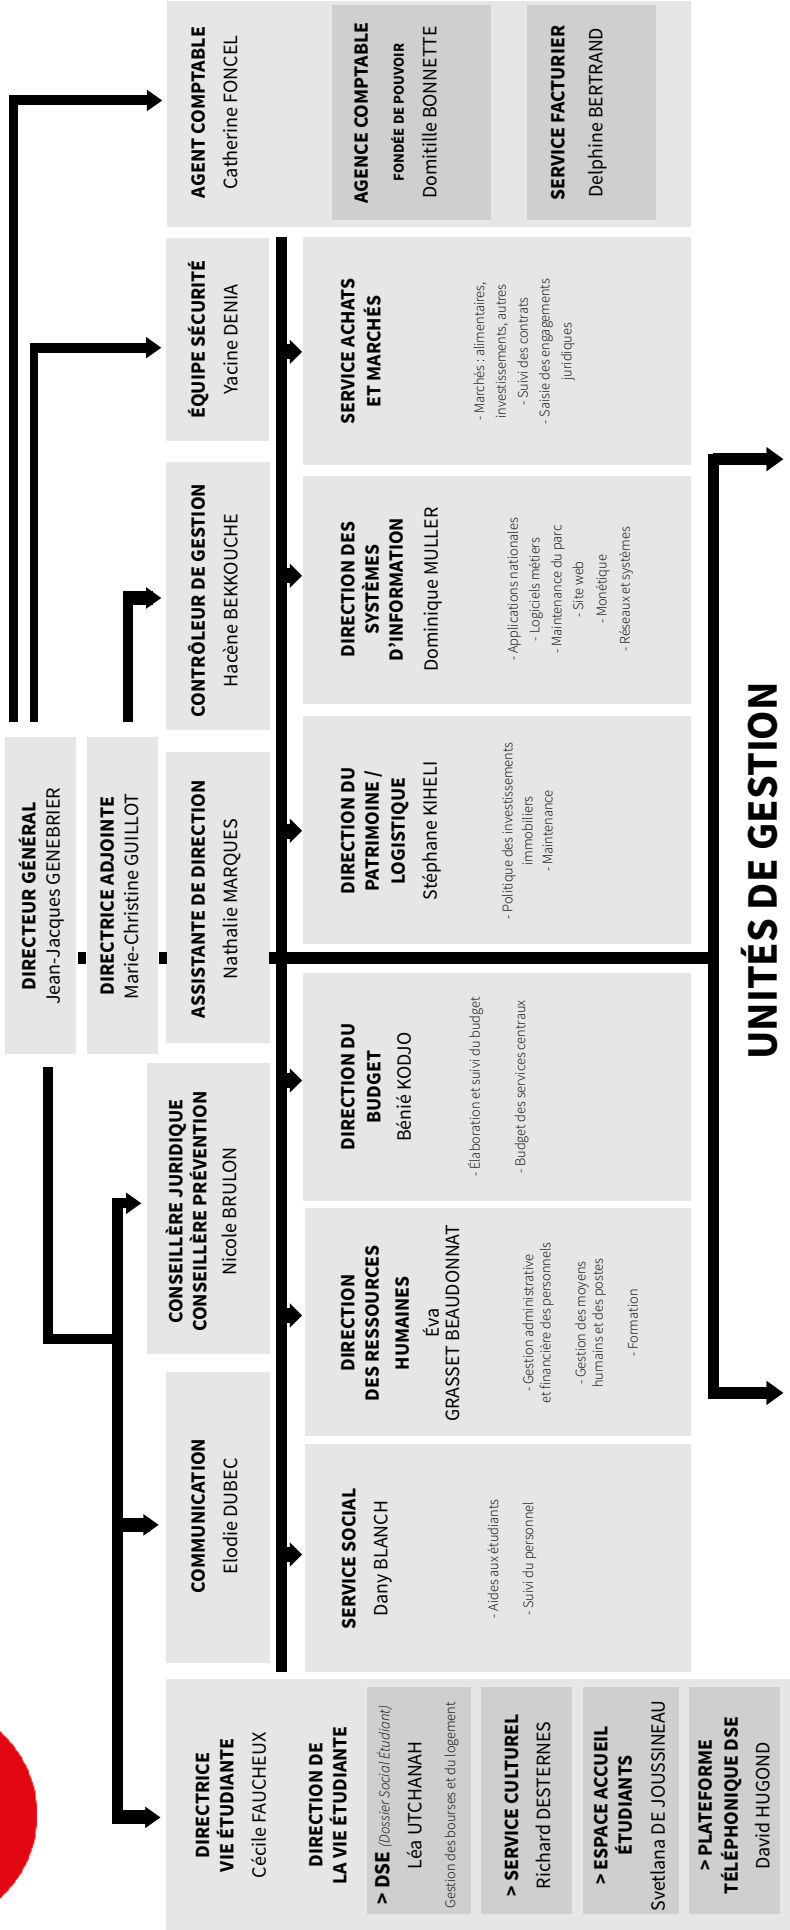 DIRECTEUR GÉNÉRAL
Jean-Jacques GENEBRIER
DIRECTRICE ADJOINTE
Marie-Christine GUILLOT
DIRECTRICE
VIE ÉTUDIANTE
Cécile FAUCHEUX
COMMUNICATION
Elodie DUBEC
CONSEILLÈRE JURIDIQUE
CONSEILLÈRE PRÉVENTION
Nicole BRULON
ASSISTANTE DE DIRECTION
Nathalie MARQUES
CONTRÔLEUR DE GESTION
Hacène BEKKOUCHE
ÉQUIPE SÉCURITÉ
Yacine DENIA
AGENT COMPTABLE
Catherine FONCEL
DIRECTION DE
LA VIE ÉTUDIANTE
> DSE (Dossier Social Étudiant)
Léa UTCHANAH
Gestion des bourses et du logement
> SERVICE CULTUREL
Richard DESTERNES
> ESPACE ACCUEIL
ÉTUDIANTS
Svetlana DE JOUSSINEAU
> PLATEFORME
TÉLÉPHONIQUE DSE
David HUGOND
SERVICE SOCIAL
Dany BLANCH
- Aides aux étudiants
- Suivi du personnel
DIRECTION
DES RESSOURCES
HUMAINES
Éva
GRASSET BEAUDONNAT
- Gestion administrative
et financière des personnels
- Gestion des moyens
humains et des postes
- Formation
DIRECTION DU
BUDGET
Bénié KODJO
- Élaboration et suivi du budget
- Budget des services centraux
DIRECTION DU
PATRIMOINE /
LOGISTIQUE
Stéphane KIHELI
- Politique des investissements
immobiliers
- Maintenance
DIRECTION DES
SYSTÈMES
D'INFORMATION
Dominique MULLER
- Applications nationales
- Logiciels métiers
- Maintenance du parc
- Site web
- Monétique
- Réseaux et systèmes
SERVICE ACHATS
ET MARCHÉS
- Marchés : alimentaires,
investissements, autres
- Suivi des contrats
- Saisie des engagements
juridiques
AGENCE COMPTABLE
FONDÉE DE POUVOIR
Domitille BONNETTE
SERVICE FACTURIER
Delphine BERTRAND
UNITÉS DE GESTION